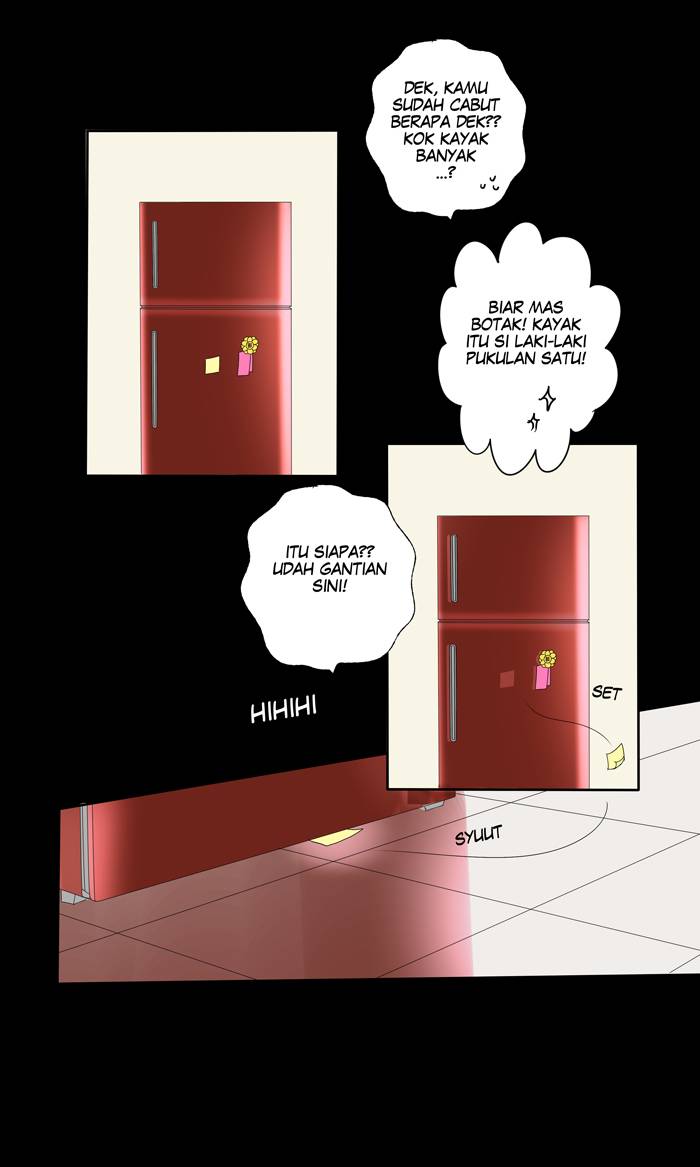 DEK, KAMU
SUDAH CABUT
BERAPA DEK??
KOK KAYAK
BANYAK
...?
BIAR MAS
BOTAK! KAYAK
ITU SI LAKI-LAKI
PUKULAN SATU!
ITU SIAPA??
UDAH GANTIAN
SINI!
SET
HIHIHI
SYUUT